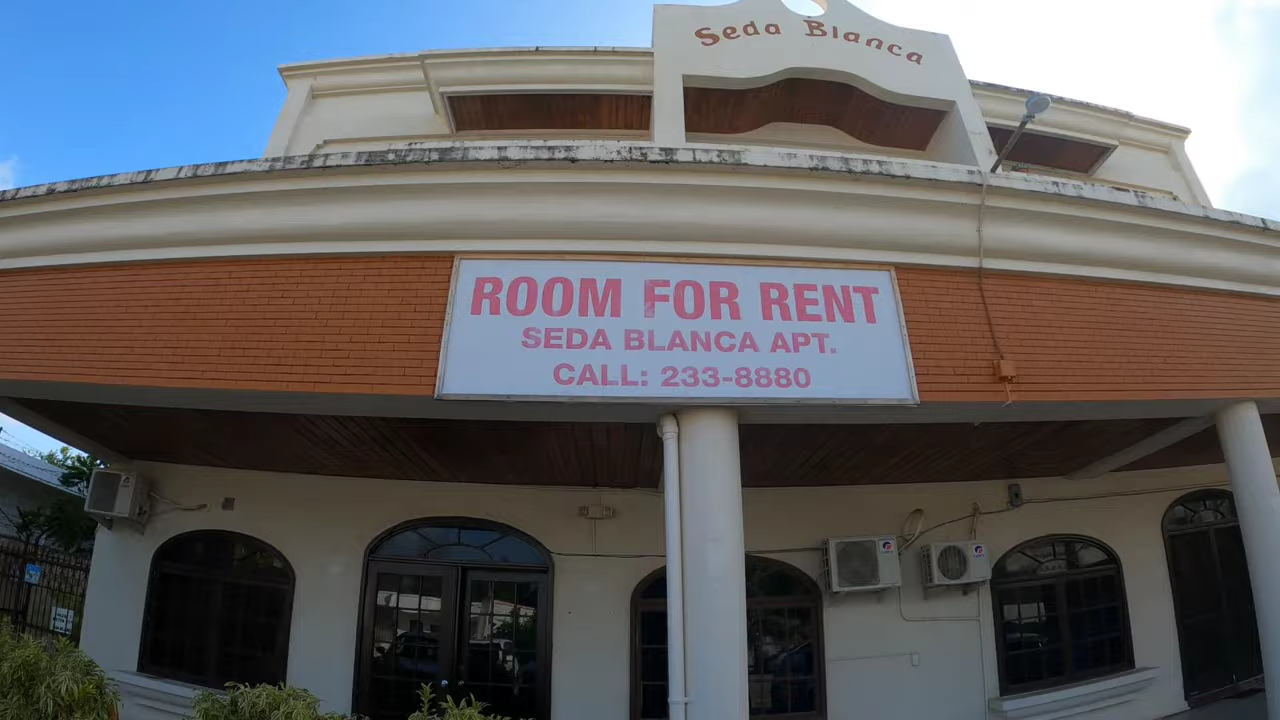 Seda Blanca
ROOM FOR RENT
SEDA BLANCA APT.
CALL: 233-8880